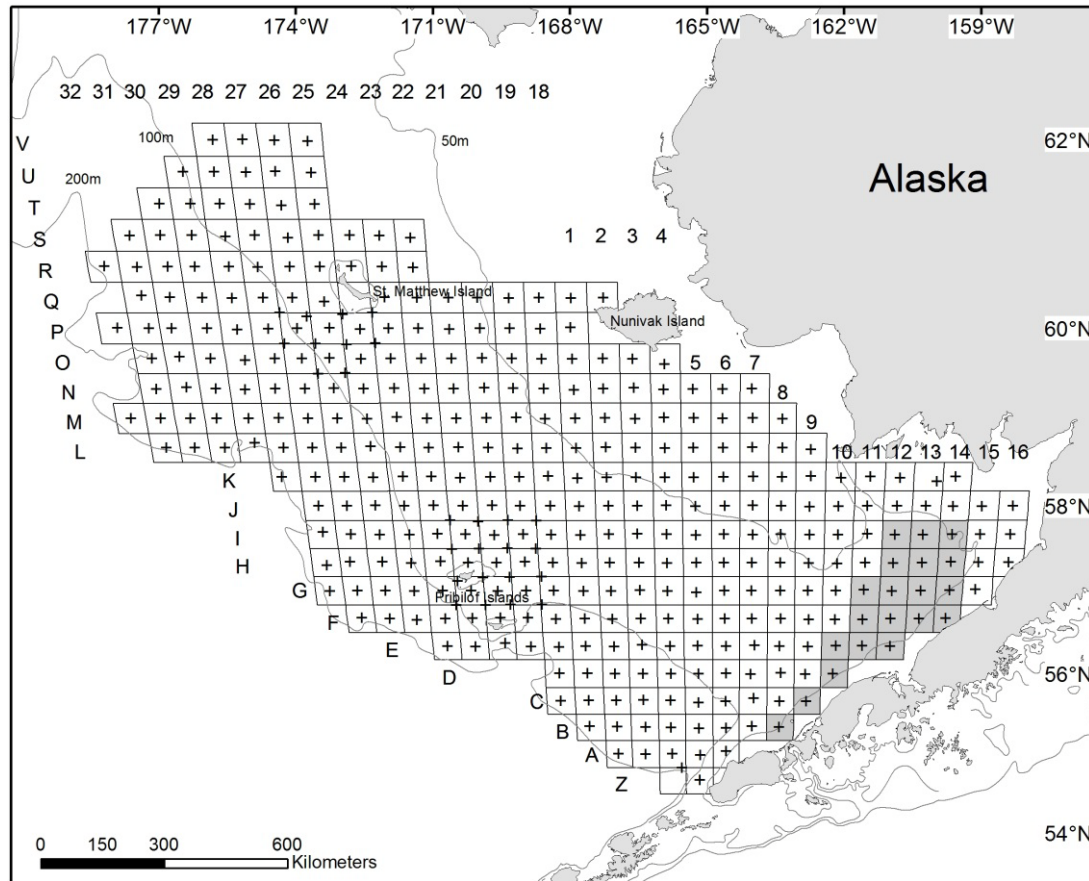 177°W 174°W 171°W 168°W 165°W 162°W 159°W
32 31 30 29 28 27 26 25 24 23 22 21 20 19 18
100m
50m
62°N
V
U
200m
Alaska
T
S
1 2 3 4
R
St. Matthew Island
Q
Nunivak Island
60°N
P
O
5 6 7
N
8
M
9
L
10 11 12 13 14 15 16
K
58°N
J
I
H
G
Pribilof Islands
F
E
56°N
D
C
B
A
Z
54°N
0 150 300 600
Kilometers